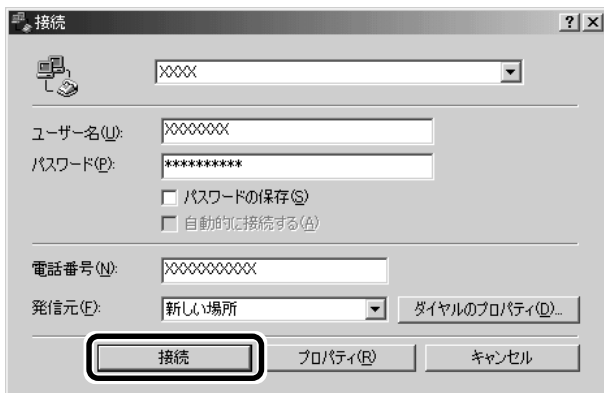 接続
XXXX
ユーザー名(U): XXXXXXX
パスワード(P): **********
パスワードの保存(S)
自動的に接続する(A)
電話番号(N): XXXXXXXXXX
発信元(F): 新しい場所 ダイヤルのプロパティ(D)...
接続 プロパティ(R) キャンセル